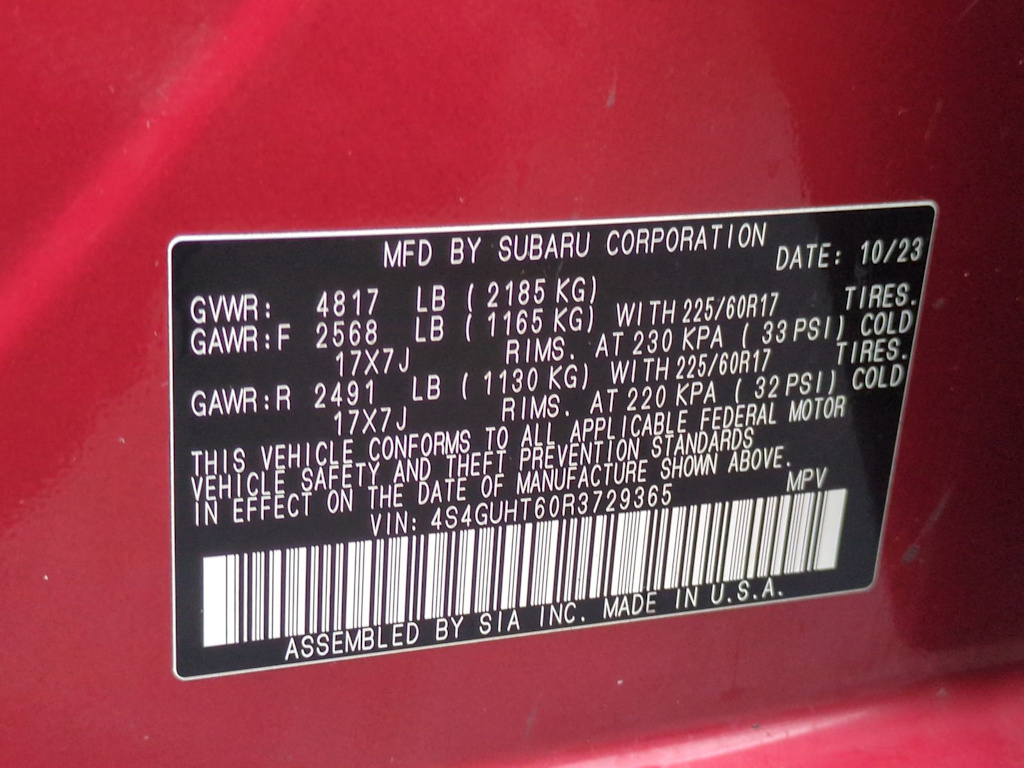 MFD BY SUBARU CORPORATION DATE: 10/23
GVWR: 4817 LB ( 2185 KG)
GAWR:F 2568 LB ( 1165 KG) WITH 225/60R17 TIRES.
17X7J RIMS. AT 230 KPA ( 33 PSI) COLD
GAWR:R 2491 LB ( 1130 KG) WITH 225/60R17 TIRES.
17X7J RIMS. AT 220 KPA ( 32 PSI) COLD
THIS VEHICLE CONFORMS TO ALL APPLICABLE FEDERAL MOTOR
VEHICLE SAFETY AND THEFT PREVENTION STANDARDS
IN EFFECT ON THE DATE OF MANUFACTURE SHOWN ABOVE.
VIN: 4S4GUHT60R3729365 MPV
ASSEMBLED BY SIA INC. MADE IN U.S.A.